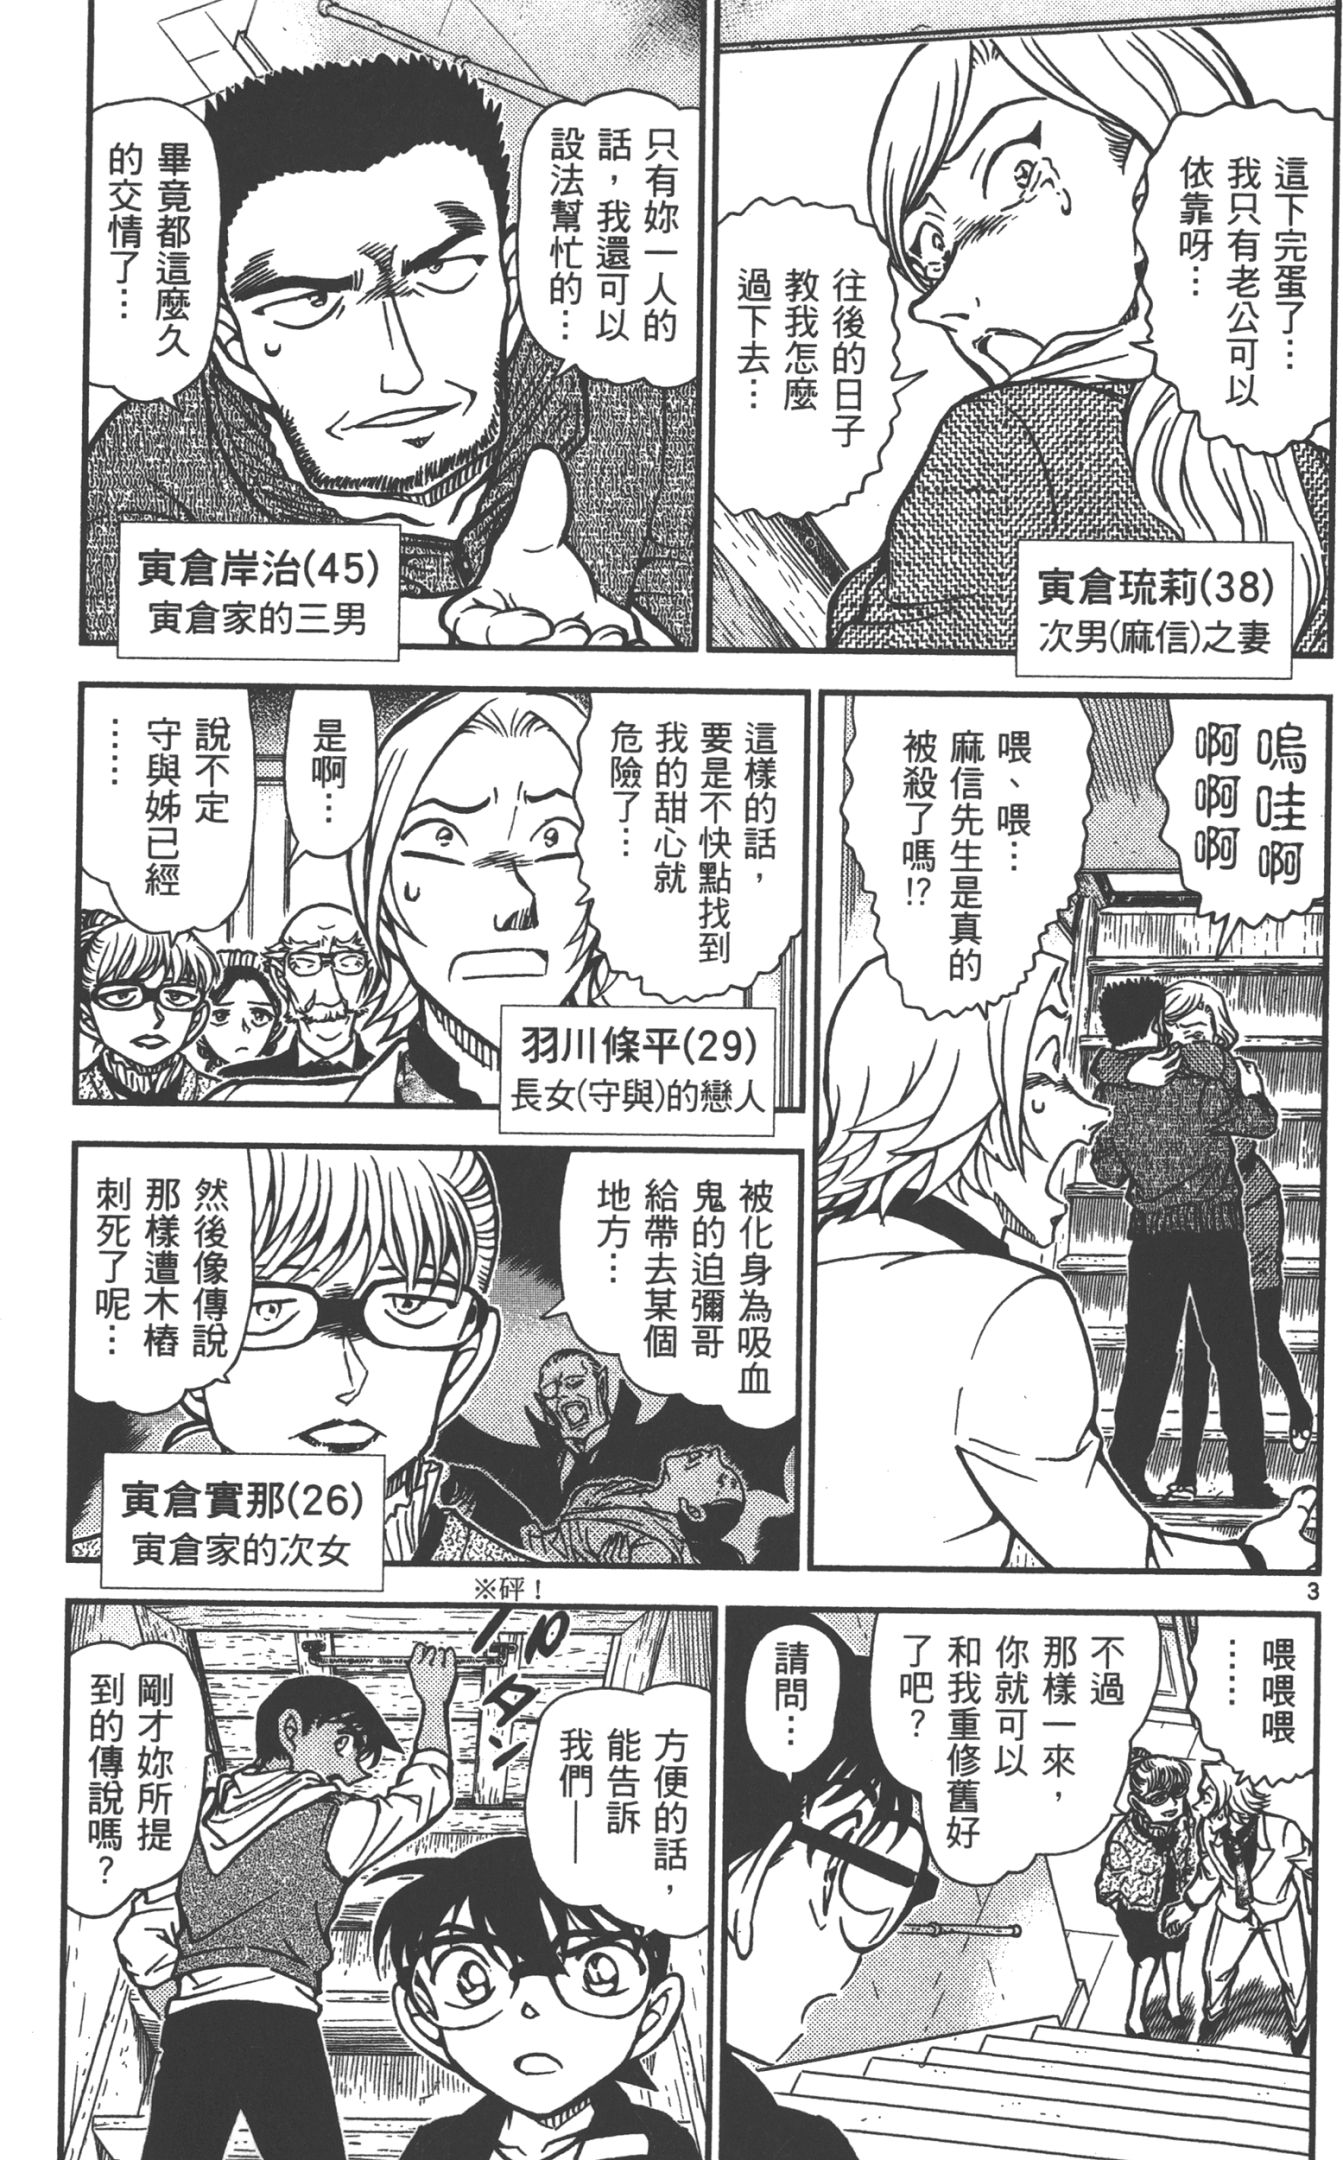 這下完蛋了…
我只有老公可以
依靠呀…
往後的日子
教我怎麼
過下去…
寅倉琉莉(38)
次男(麻信)之妻
只有妳一人的
話，我還可以
設法幫忙的…
畢竟都這麼久
的交情了…
寅倉岸治(45)
寅倉家的三男
嗚哇啊
啊啊啊
喂、喂…
麻信先生是真的
被殺了嗎!?
這樣的話，
要是不快點找到
我的甜心就
危險了…
是啊…
說不定
守與姊已經
……
羽川條平(29)
長女(守與)的戀人
被化身為吸血
鬼的迫彌哥
給帶去某個
地方…
然後像傳說
那樣遭木樁
刺死了呢…
寅倉實那(26)
寅倉家的次女
3
喂喂喂
……
不過
那樣一來，
你就可以
和我重修舊好
了吧？
請問…
※砰！
方便的話，
能告訴
我們——
剛才妳所提
到的傳說嗎？